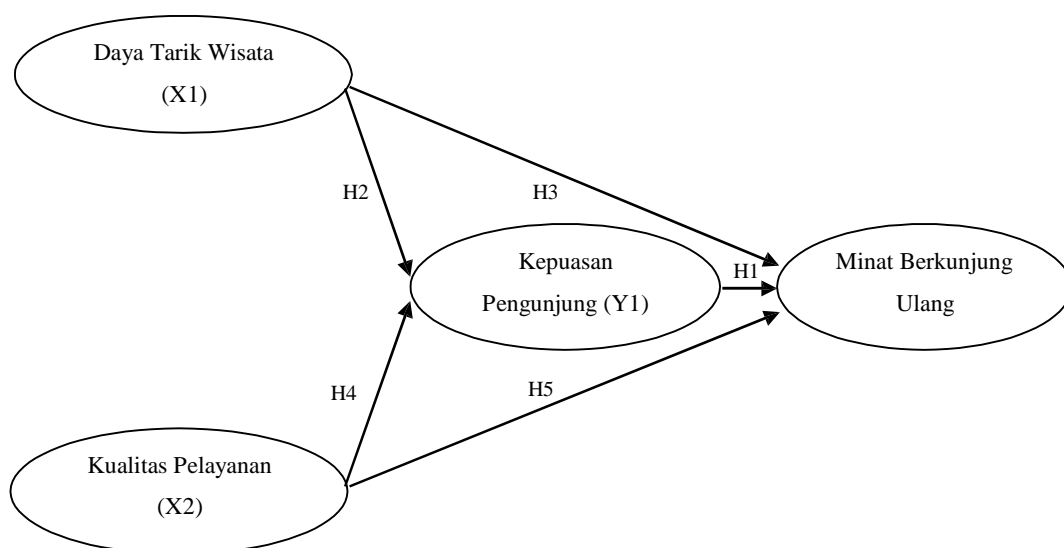 Daya Tarik Wisata
(X1)
H2
H3
Kepuasan
Pengunjung (Y1)
H1
Minat Berkunjung
Ulang
H4
H5
Kualitas Pelayanan
(X2)